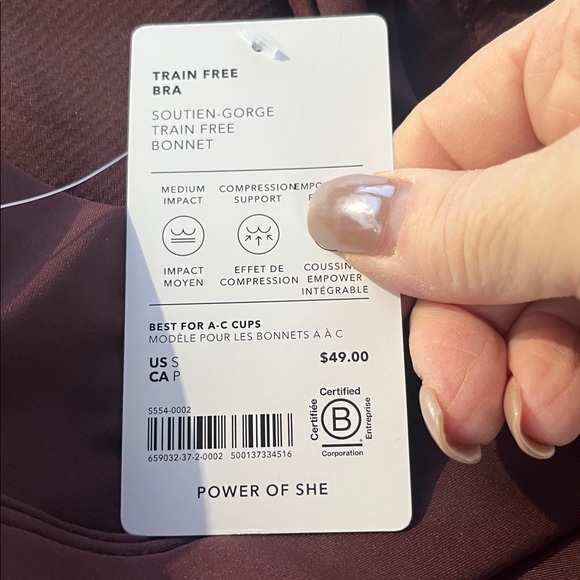 TRAIN FREE
BRA
SOUTIEN-GORGE
TRAIN FREE
BONNET
MEDIUM
IMPACT
COMPRESSION
SUPPORT
IMPACT
MOYEN
EFFET DE
COMPRESSION
EMPOWER
INTÉGRABLE
BEST FOR A-C CUPS
MODÈLE POUR LES BONNETS A À C
US S
CA P
$49.00
S554-0002
659032-37-2-0002 500137334516
Certified
Certifiée
B
Entreprise
Corporation
POWER OF SHE